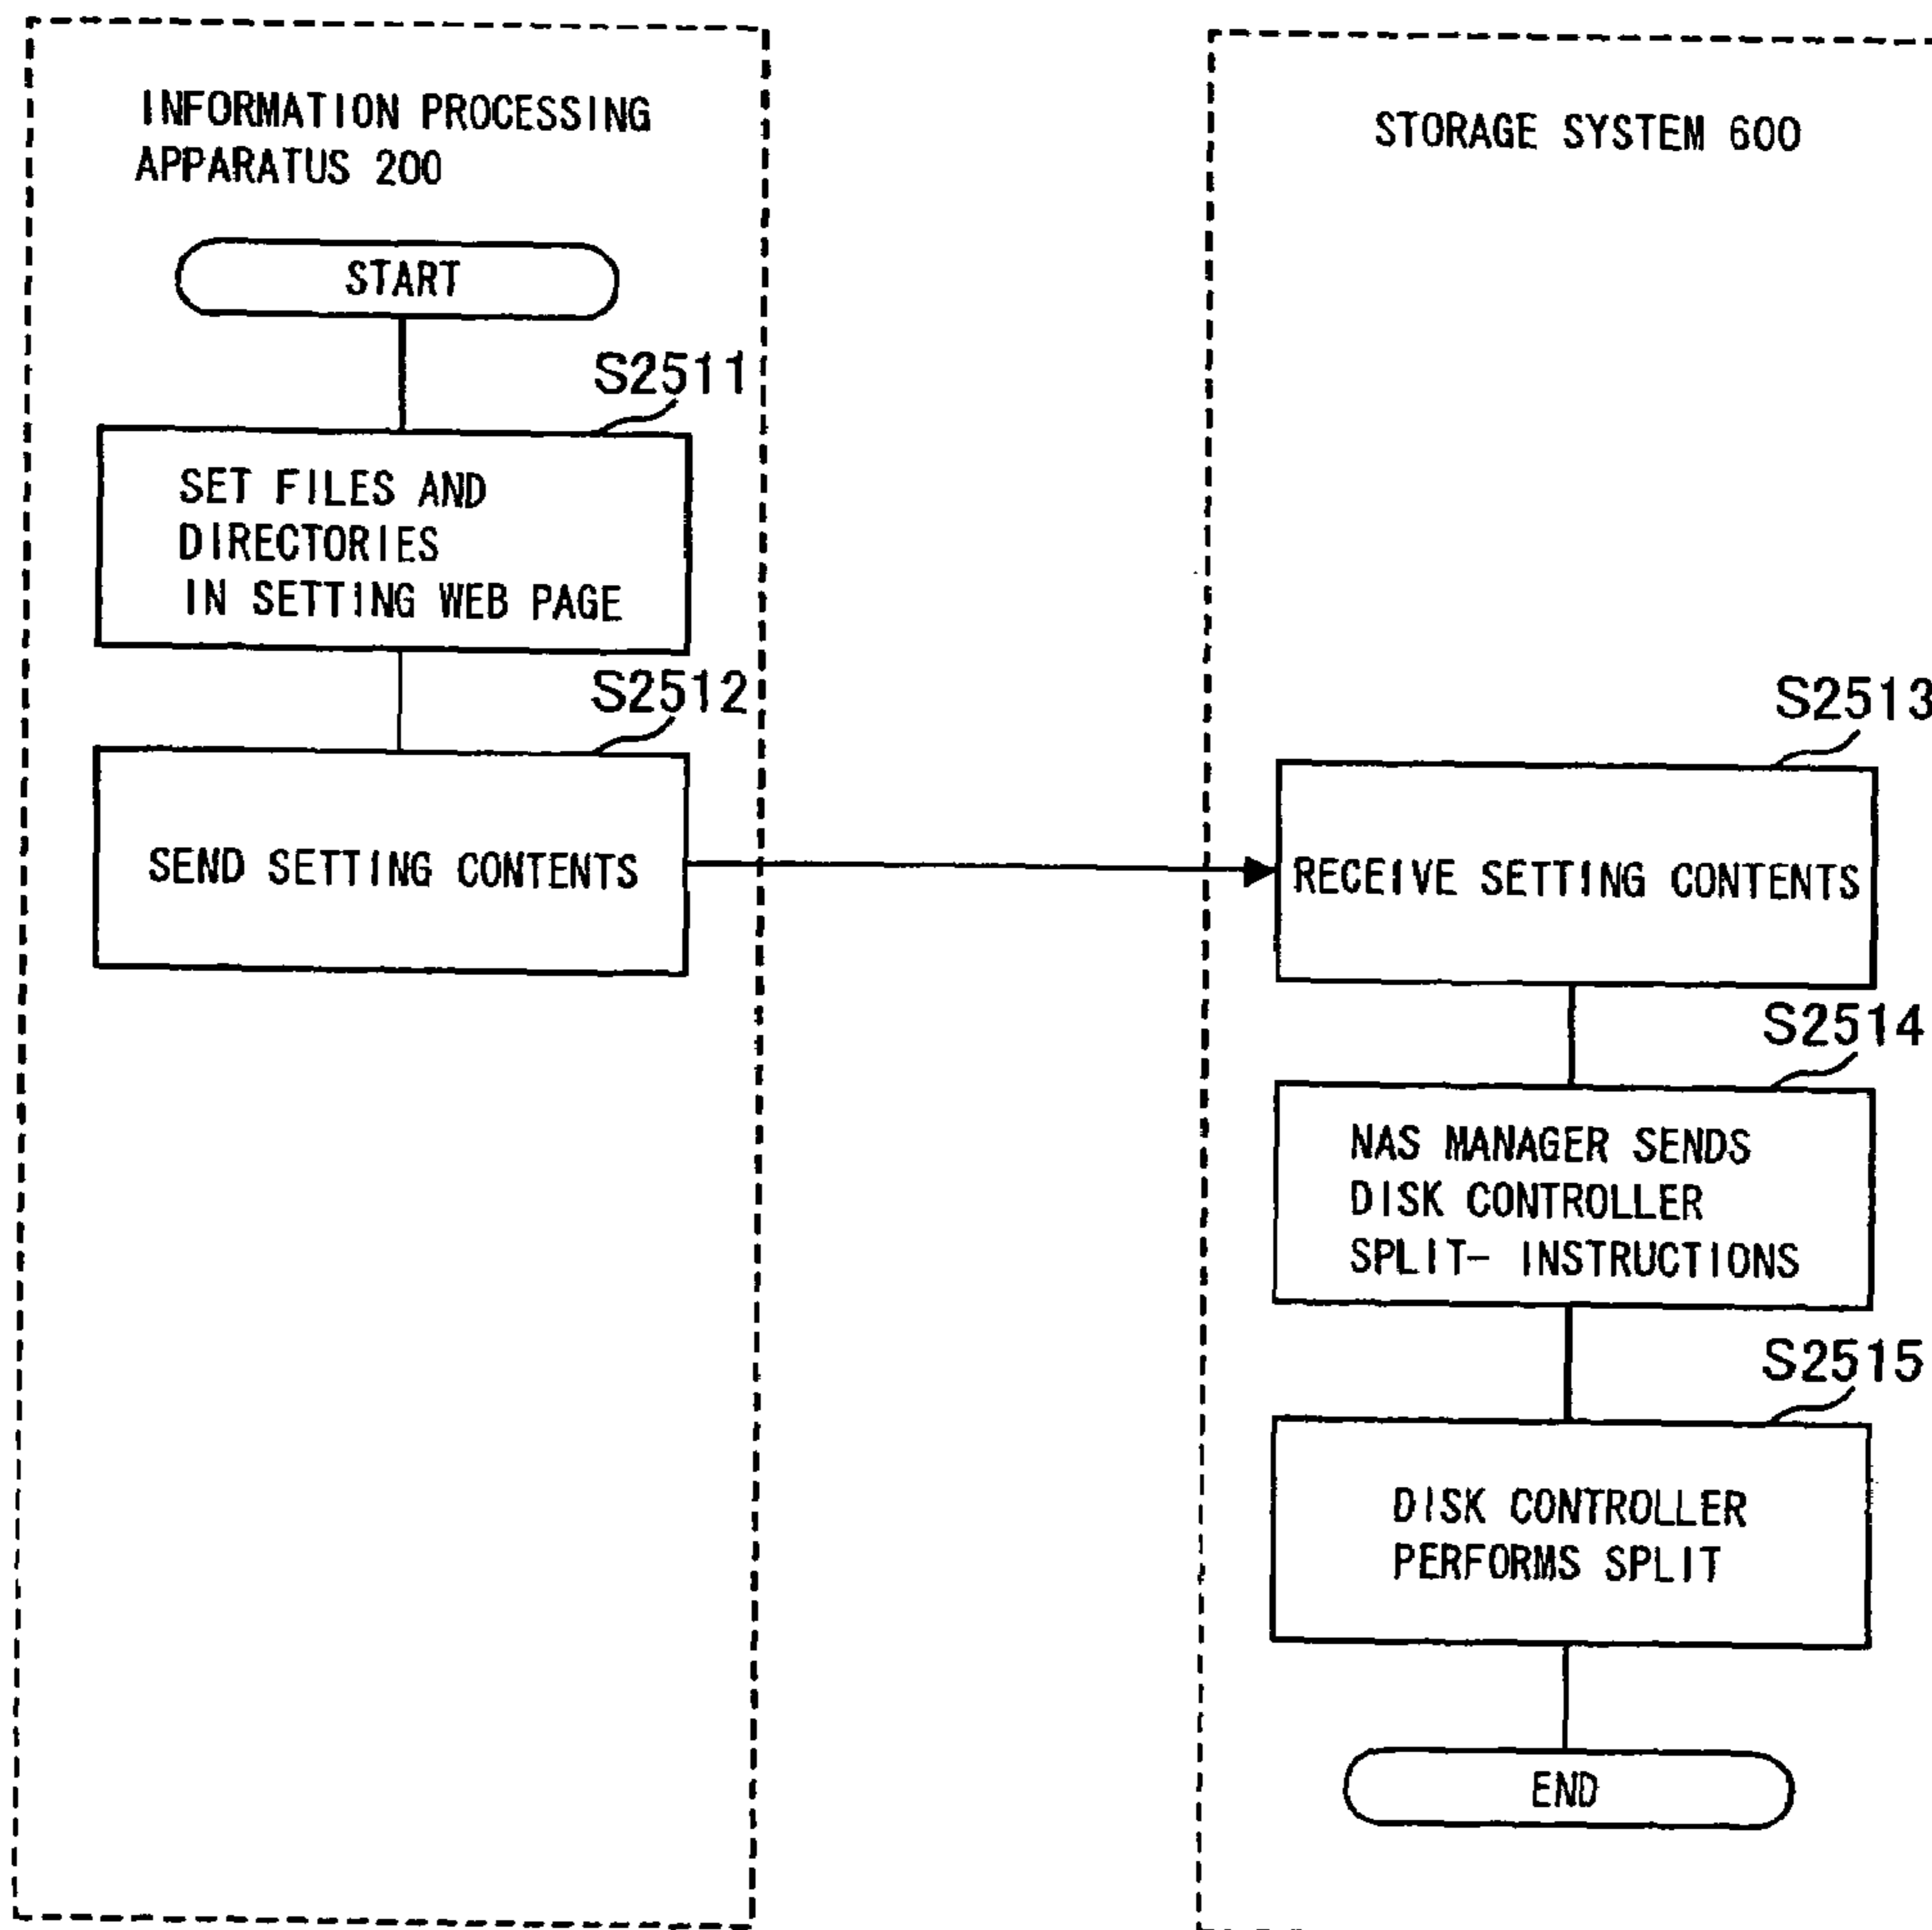 INFORMATION PROCESSING
APPARATUS 200
START
S2511
SET FILES AND
DIRECTORIES
IN SETTING WEB PAGE
S2512
SEND SETTING CONTENTS
STORAGE SYSTEM 600
S2513
RECEIVE SETTING CONTENTS
S2514
NAS MANAGER SENDS
DISK CONTROLLER
SPLIT- INSTRUCTIONS
S2515
DISK CONTROLLER
PERFORMS SPLIT
END